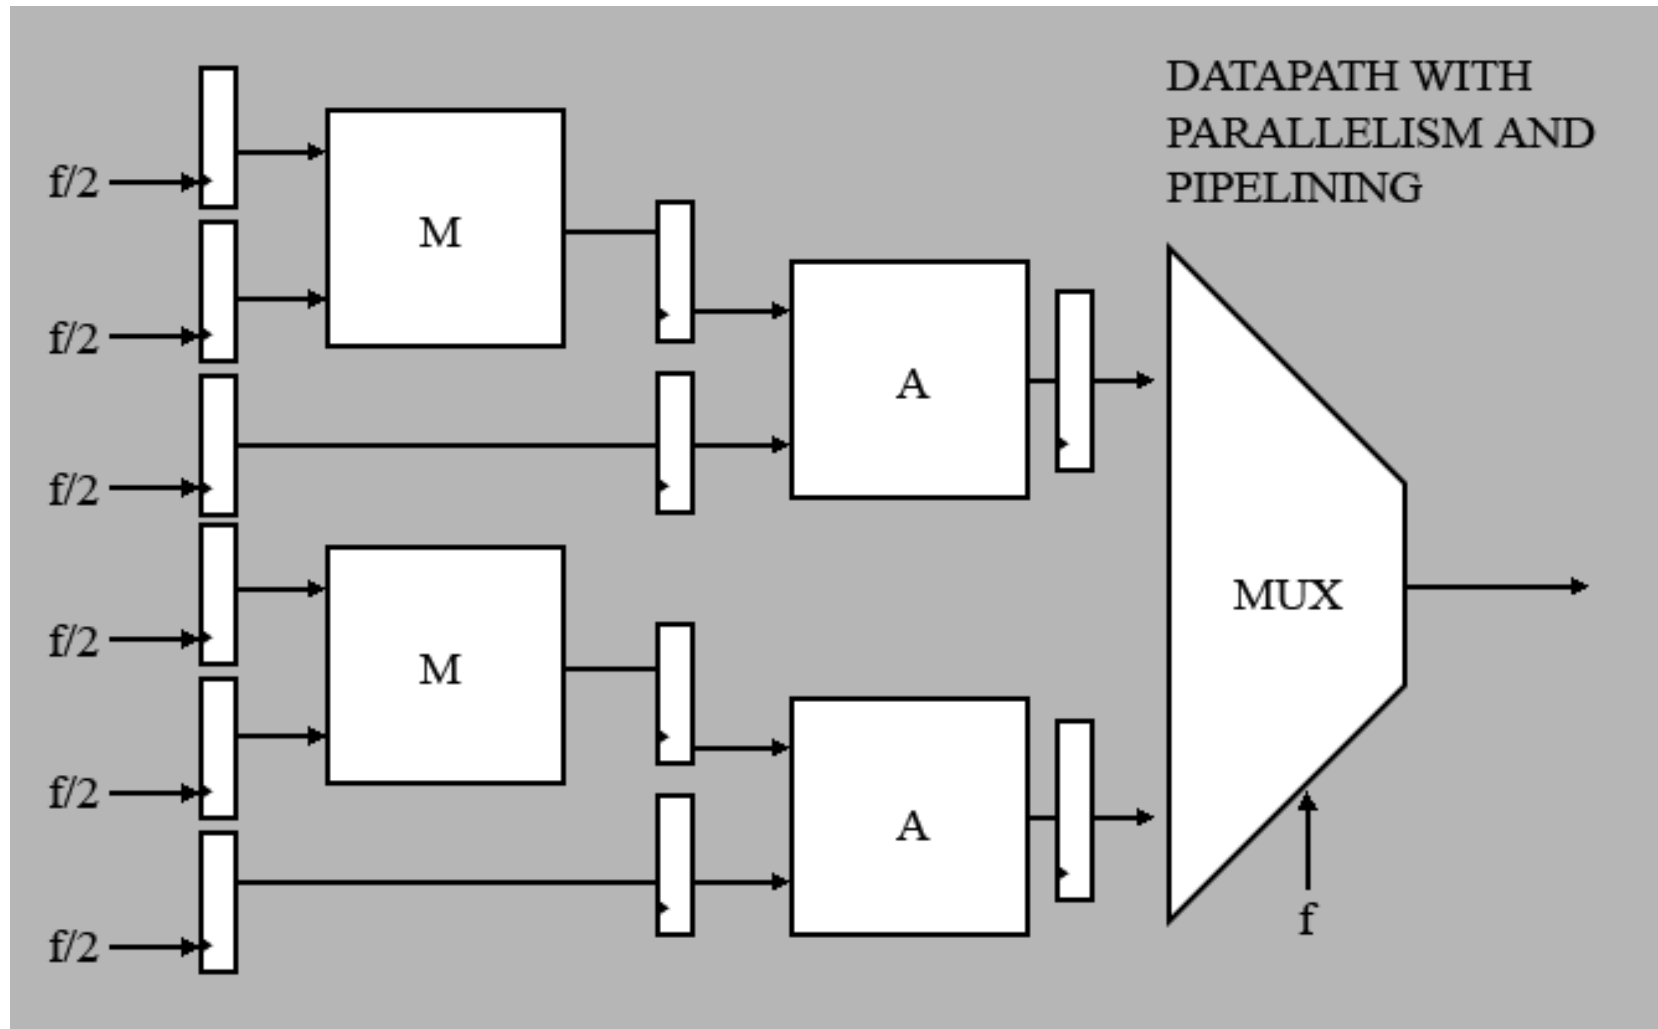 DATAPATH WITH
PARALLELISM AND
PIPELINING
f/2
M
f/2
A
f/2
f/2
M
MUX
f/2
A
f/2
f